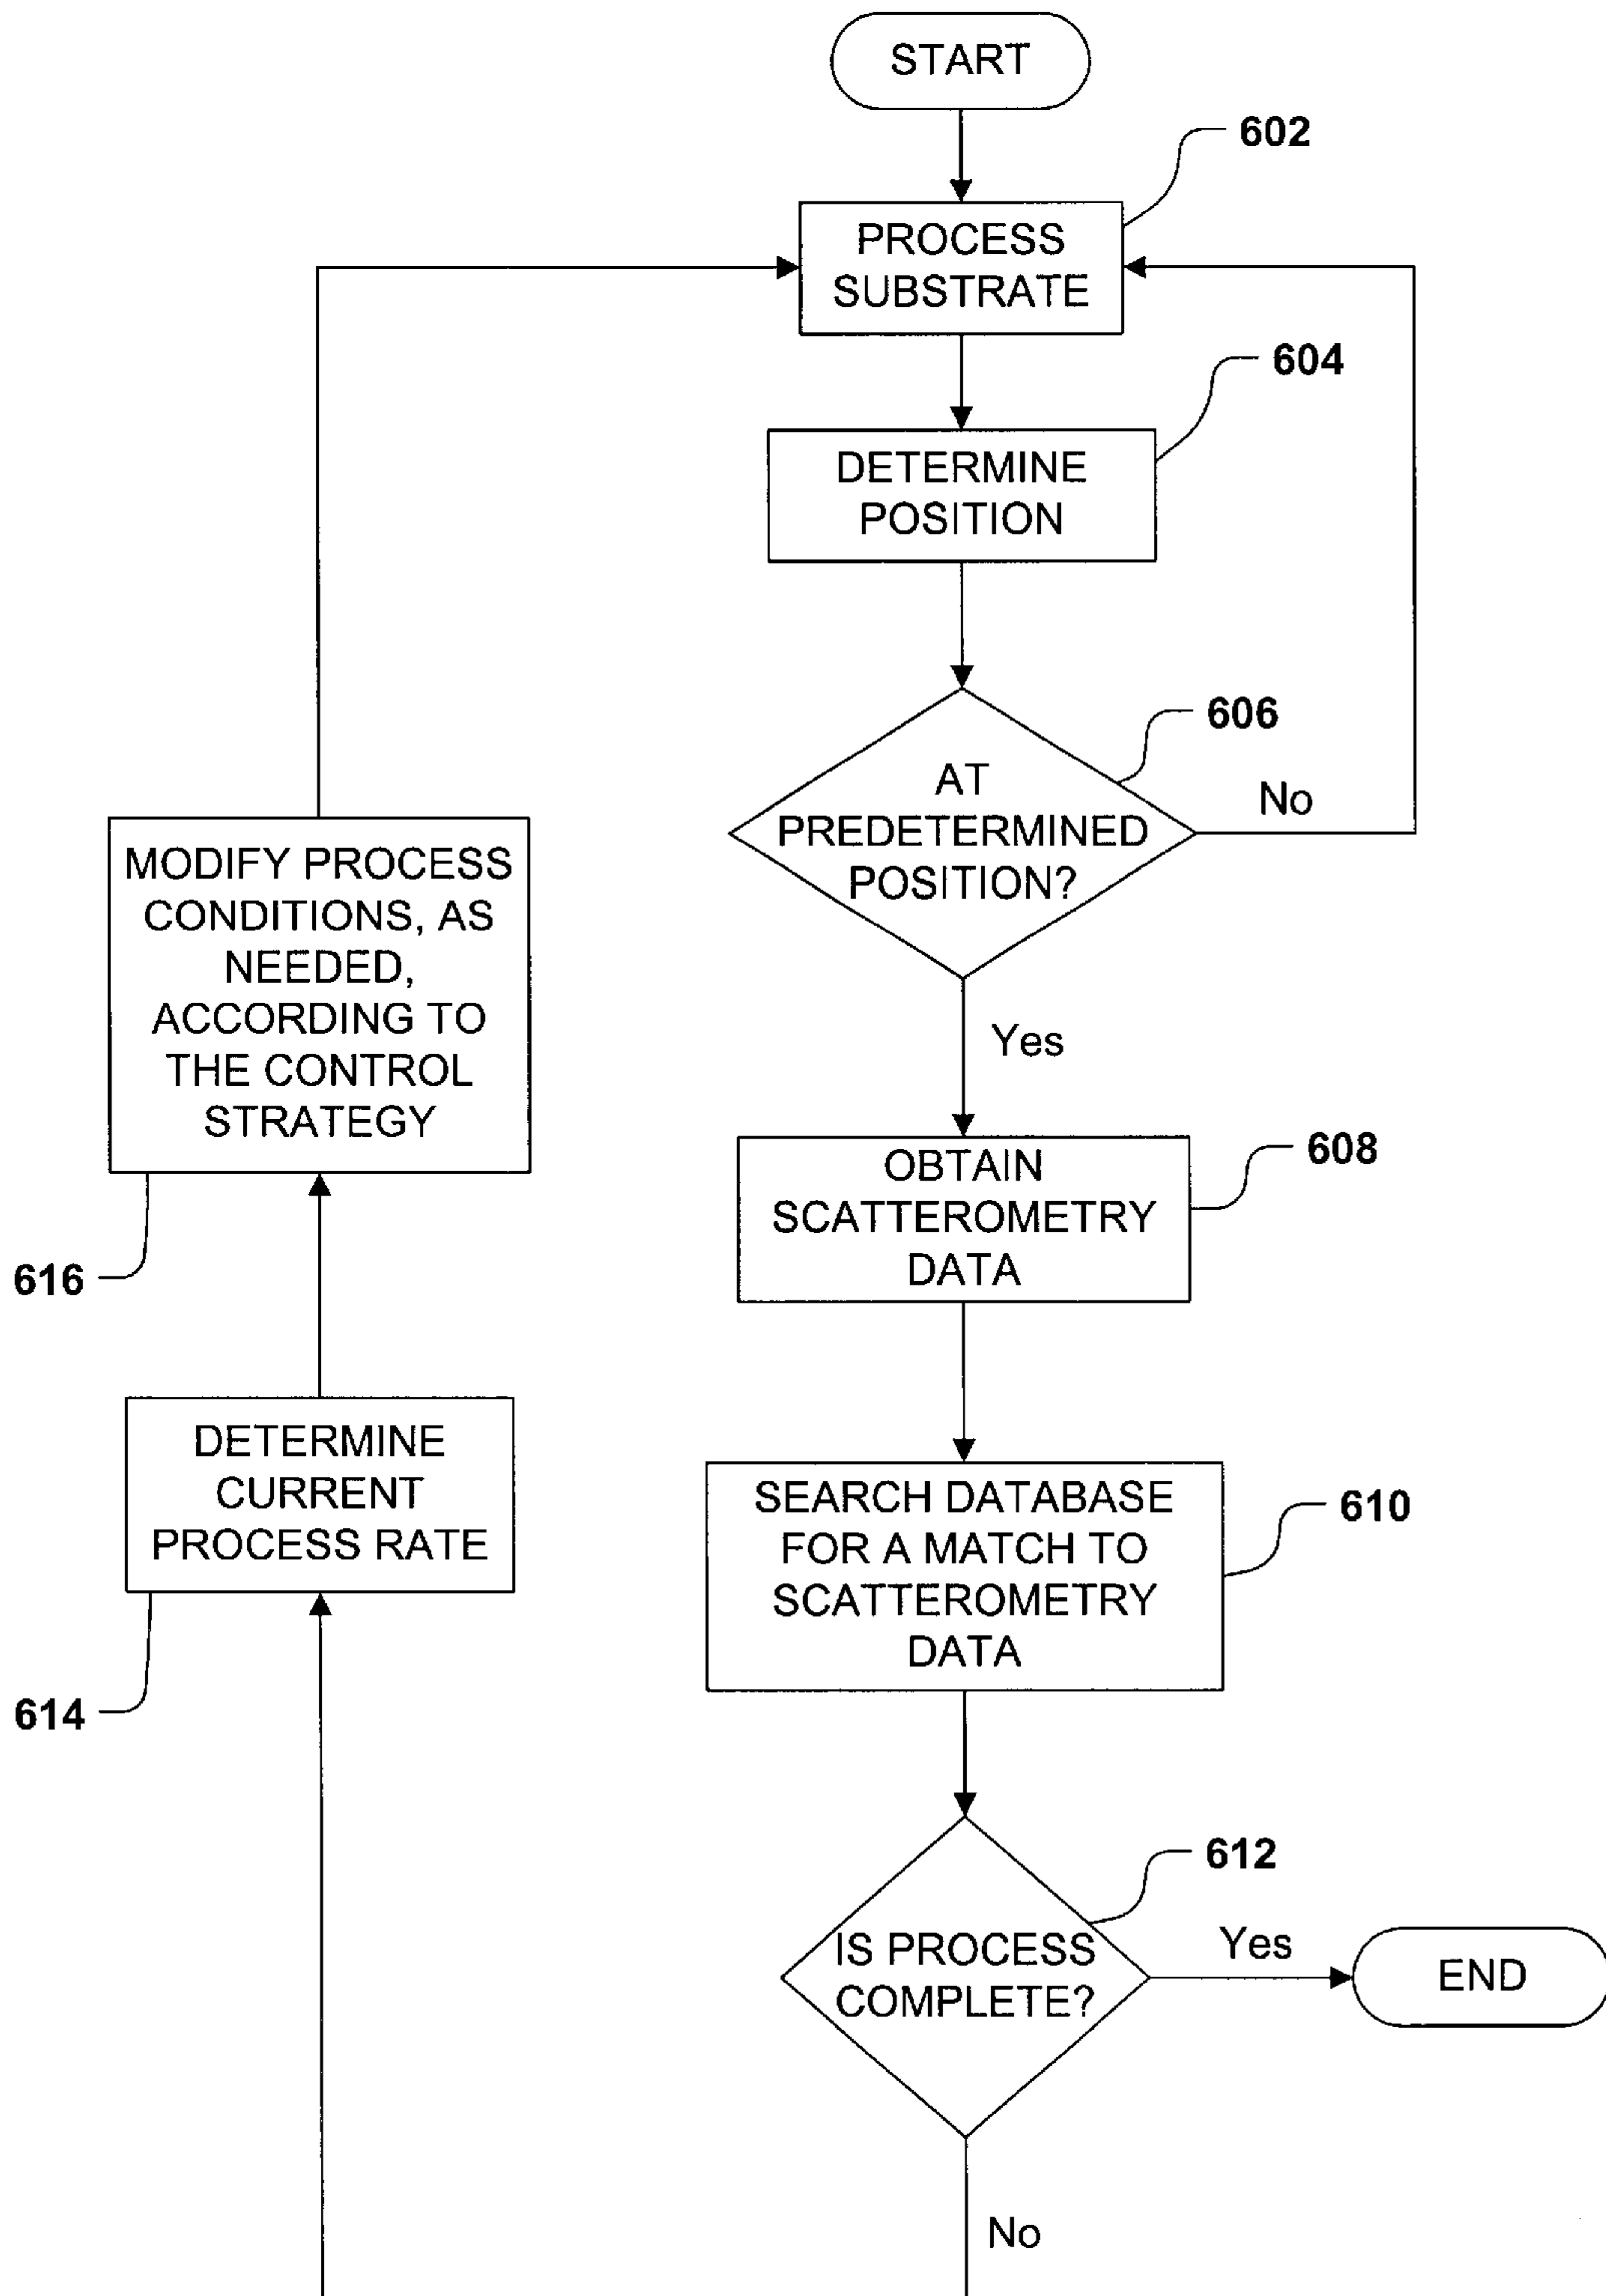 START
602
PROCESS
SUBSTRATE
604
DETERMINE
POSITION
606
AT
PREDETERMINED
POSITION?
No
Yes
608
OBTAIN
SCATTEROMETRY
DATA
610
SEARCH DATABASE
FOR A MATCH TO
SCATTEROMETRY
DATA
612
IS PROCESS
COMPLETE?
Yes
END
No
614
DETERMINE
CURRENT
PROCESS RATE
616
MODIFY PROCESS
CONDITIONS, AS
NEEDED,
ACCORDING TO
THE CONTROL
STRATEGY